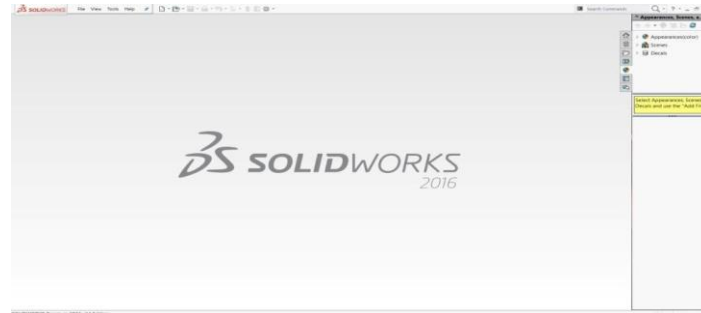 SOLIDWORKS File View Tools Help Search Commands
Appearances, Scenes, a
Appearances(color)
Scenes
Decals
Select Appearances, Scenes
Decals and use the "Add Fi
DS SOLIDWORKS
2016